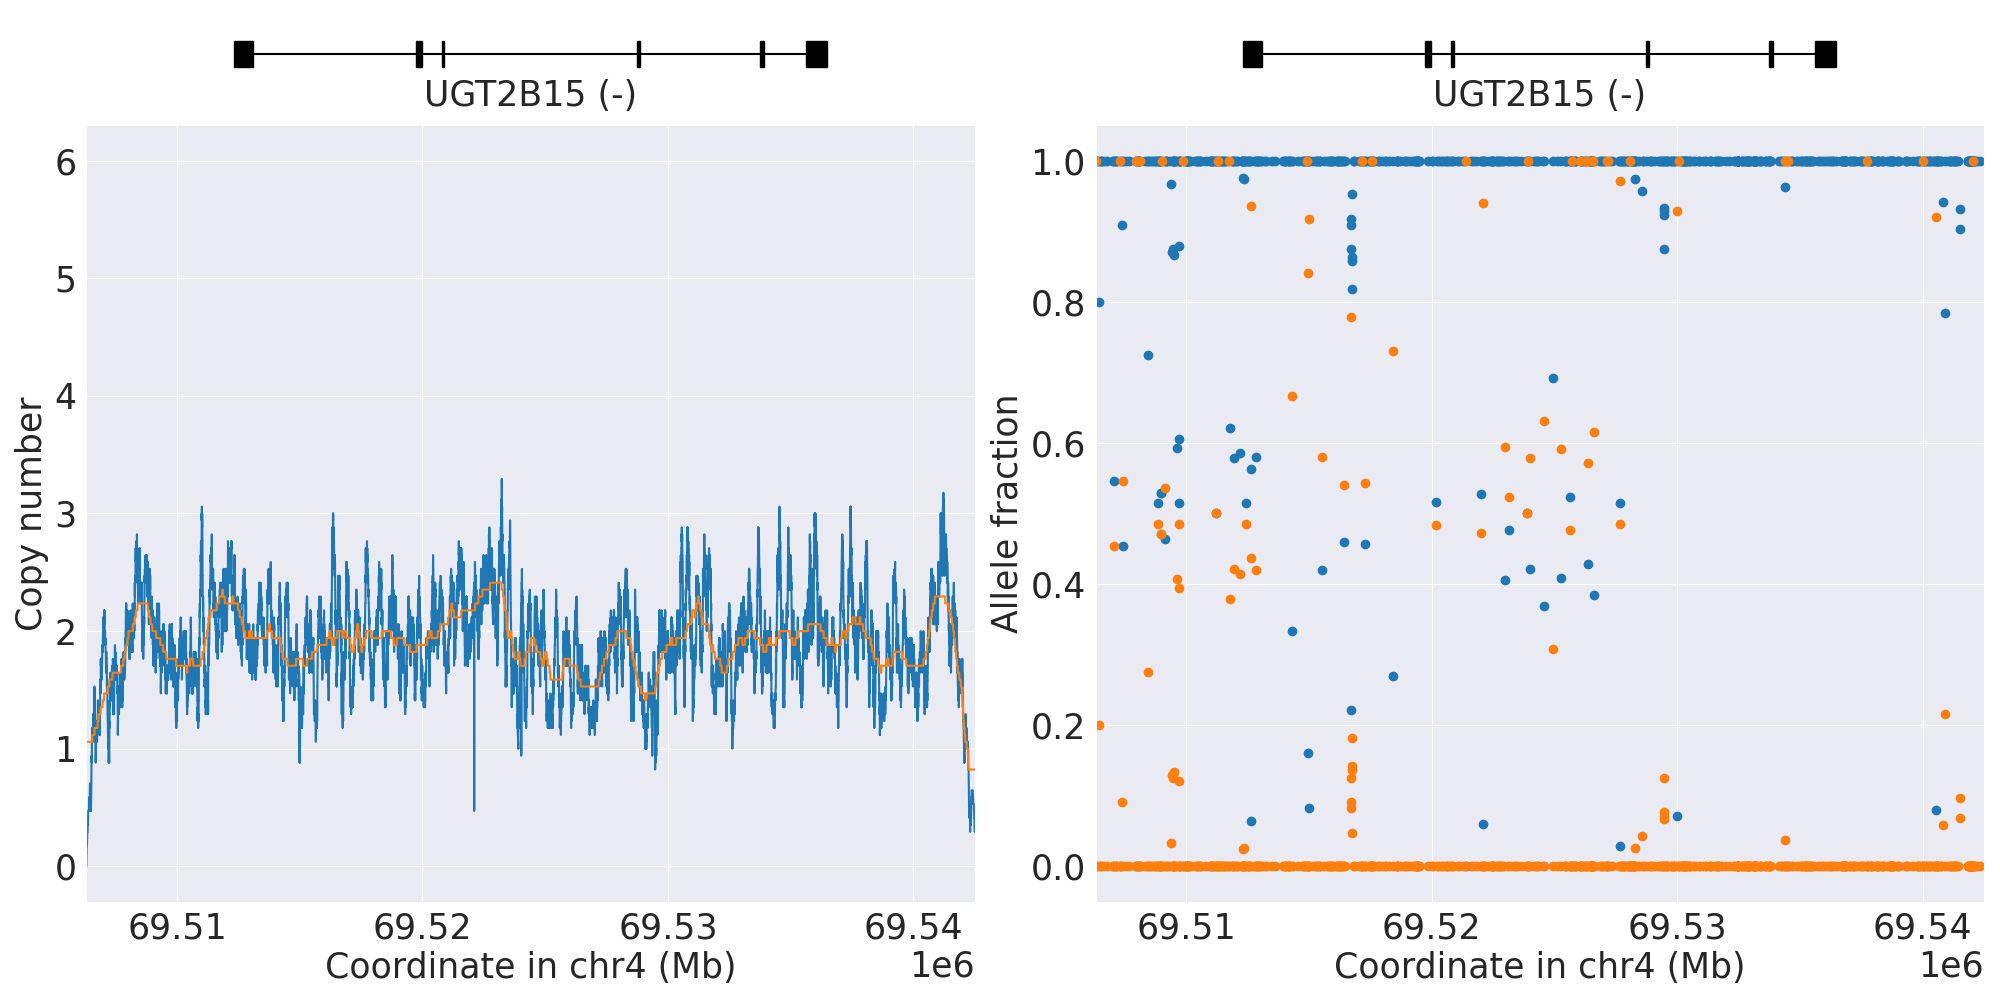 UGT2B15 (-)
6
5
4
3
2
1
0
Copy number
69.51 69.52 69.53 69.54
Coordinate in chr4 (Mb)
1e6
UGT2B15 (-)
1.0
0.8
0.6
0.4
0.2
0.0
Allele fraction
69.51 69.52 69.53 69.54
Coordinate in chr4 (Mb)
1e6